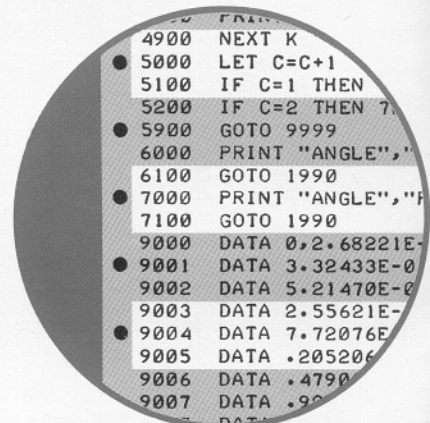 PRIN
4900 NEXT K
5000 LET C=C+1
5100 IF C=1 THEN
5200 IF C=2 THEN 7
5900 GOTO 9999
6000 PRINT "ANGLE","
6100 GOTO 1990
7000 PRINT "ANGLE","
7100 GOTO 1990
9000 DATA 0,2.68221E-
9001 DATA 3.32433E-0
9002 DATA 5.21470E-0
9003 DATA 2.55621E-
9004 DATA 7.72076E
9005 DATA .205206
9006 DATA .4790
9007 DATA .9
DATA